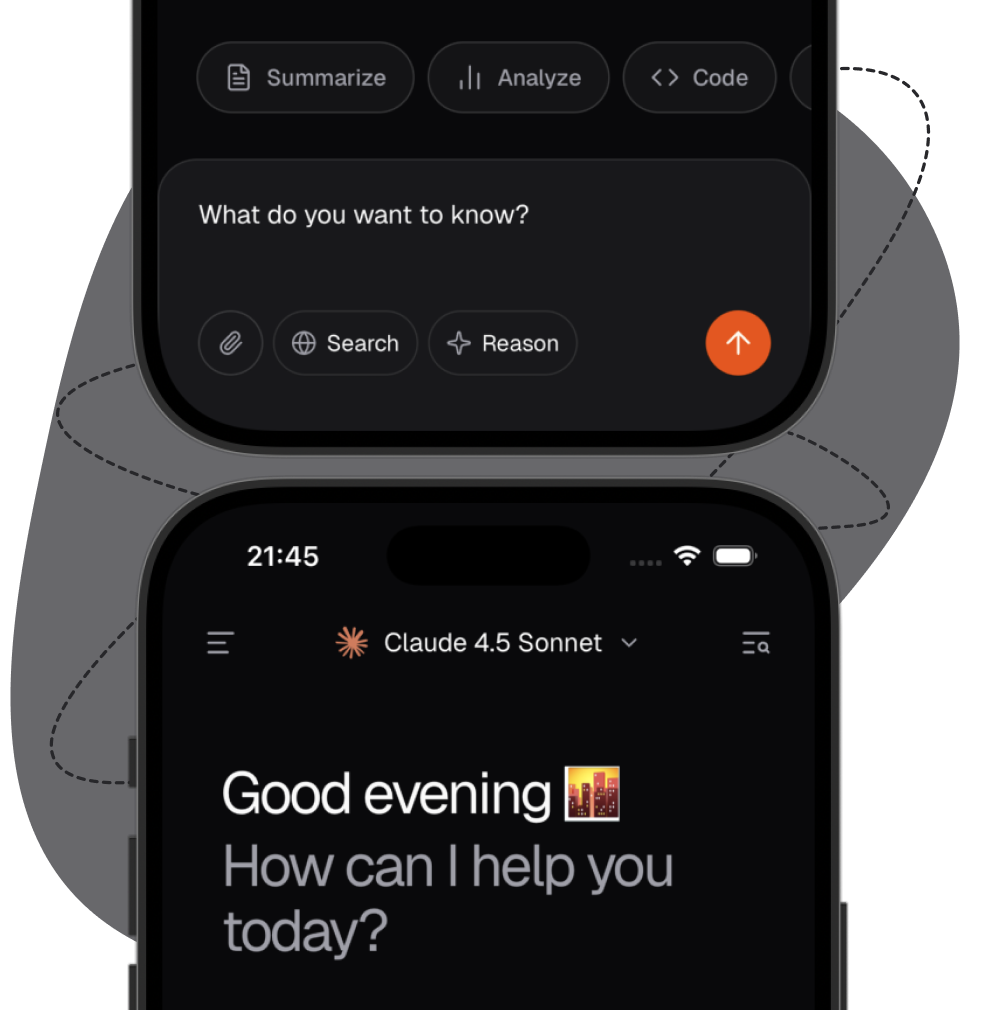 Summarize
Analyze
Code
What do you want to know?
Search
Reason
21:45
Claude 4.5 Sonnet
Good evening
How can I help you
today?